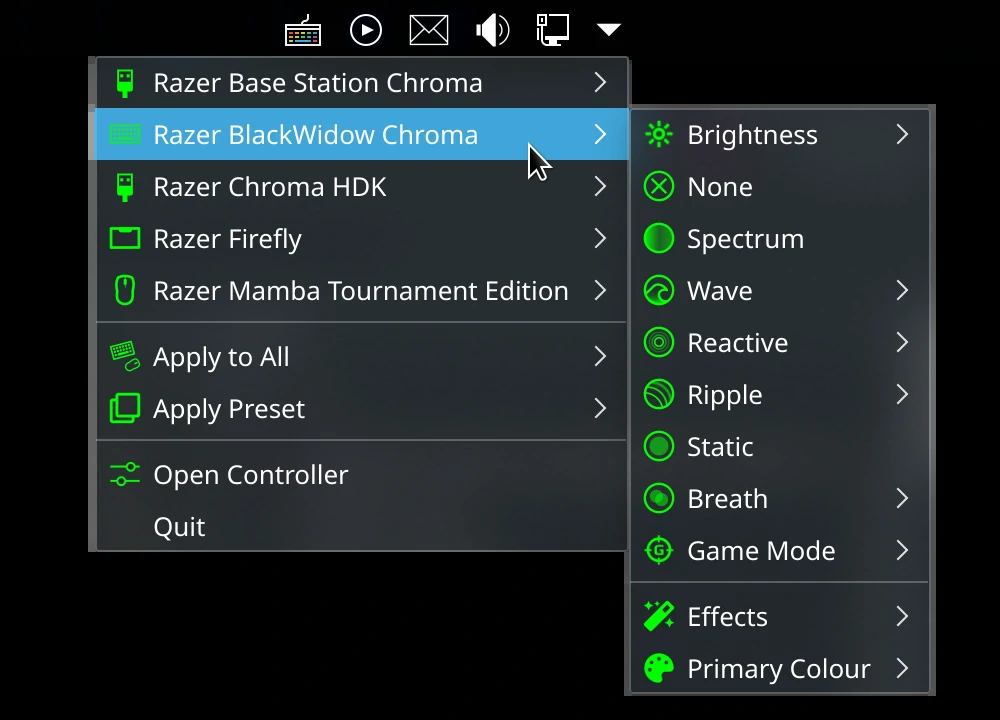 Razer Base Station Chroma
Razer BlackWidow Chroma
Razer Chroma HDK
Razer Firefly
Razer Mamba Tournament Edition
Apply to All
Apply Preset
Open Controller
Quit
Brightness
None
Spectrum
Wave
Reactive
Ripple
Static
Breath
G
Game Mode
Effects
Primary Colour